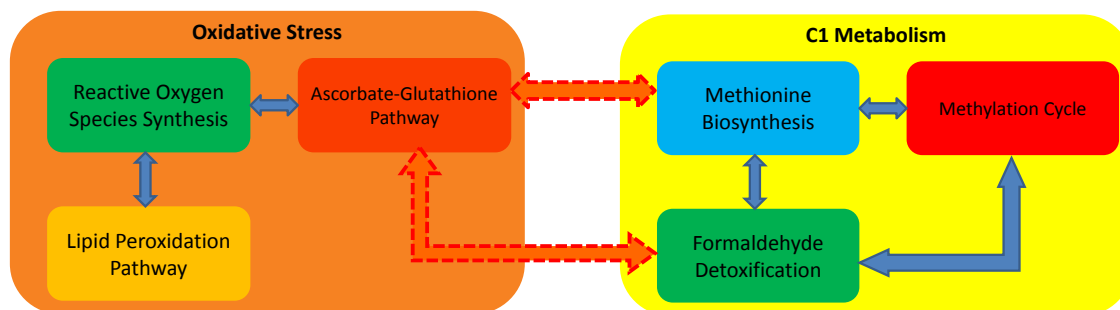 Oxidative Stress
Reactive Oxygen
Species Synthesis
Ascorbate-Glutathione
Pathway
Lipid Peroxidation
Pathway
C1 Metabolism
Methionine
Biosynthesis
Methylation Cycle
Formaldehyde
Detoxification